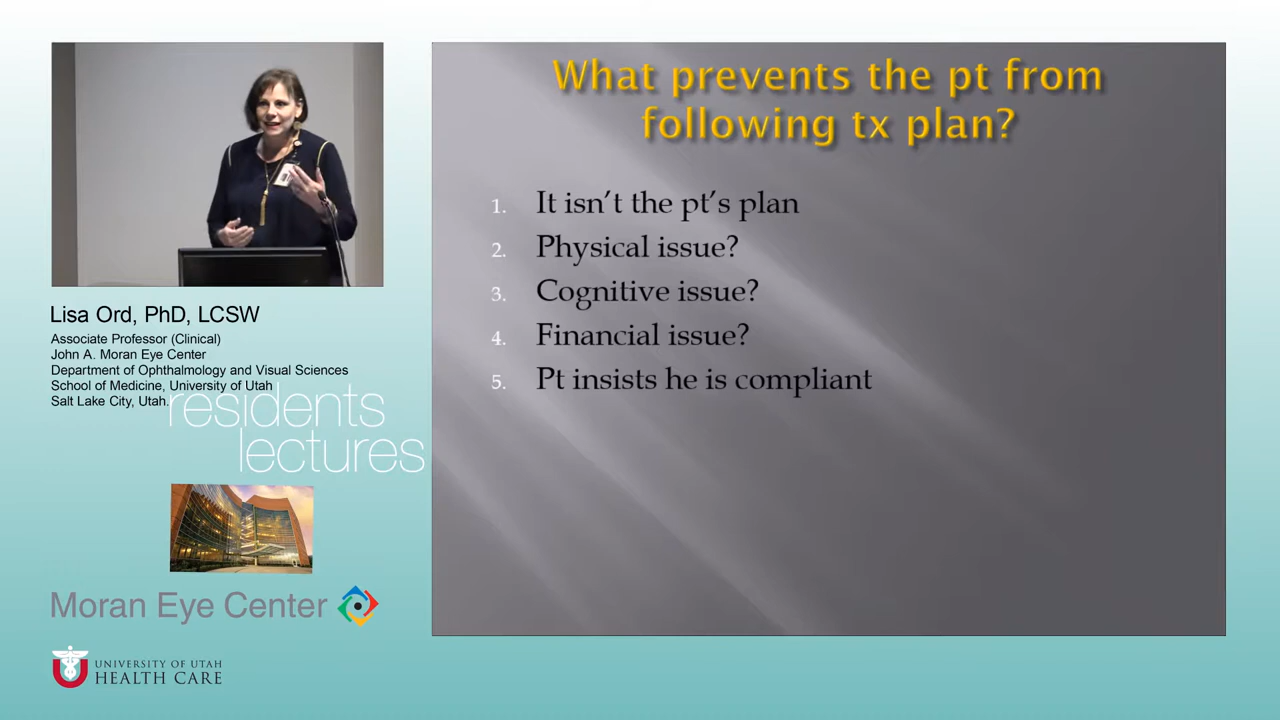 What prevents the pt from
following tx plan?
1. It isn't the pt's plan
2. Physical issue?
3. Cognitive issue?
4. Financial issue?
5. Pt insists he is compliant
Lisa Ord, PhD, LCSW
Associate Professor (Clinical)
John A. Moran Eye Center
Department of Ophthalmology and Visual Sciences
School of Medicine, University of Utah
Salt Lake City, Utah.
residents
lectures
Moran Eye Center
UNIVERSITY OF UTAH
HEALTH CARE